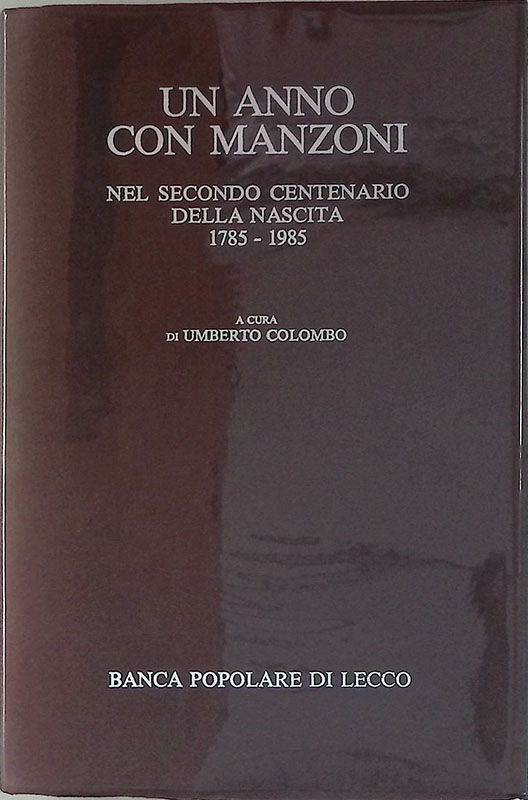 UN ANNO
CON MANZONI
NEL SECONDO CENTENARIO
DELLA NASCITA
1785 - 1985
A CURA
DI UMBERTO COLOMBO
BANCA POPOLARE DI LECCO